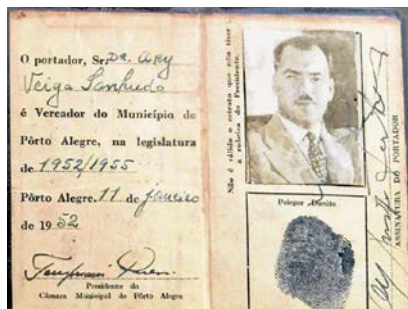 O portador, Sr. Dr. Ary
Veiga Sanhudo
é Vereador do Município de
Pôrto Alegre, na legislatura
de 1952/1955
Pôrto Alegre, 11 de janeiro
de 1952
Presidente da
Câmara Municipal de Pôrto Alegre
Não é válido o retrato que não tiver
a rubrica do Presidente.
Polegar Direito
ASSINATURA DO PORTADOR